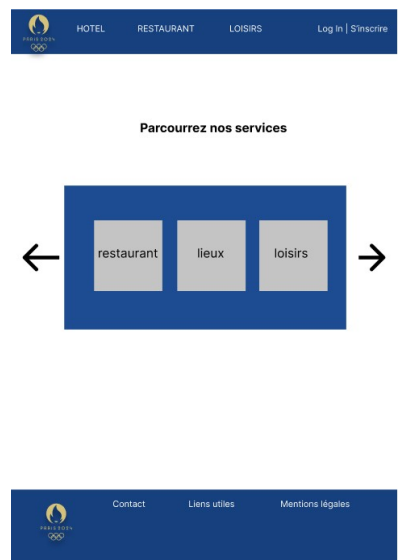 HOTEL RESTAURANT LOISIRS Log In | S'inscrire
PARIS 2024
Parcourrez nos services
restaurant lieux loisirs
Contact Liens utiles Mentions légales
PARIS 2024